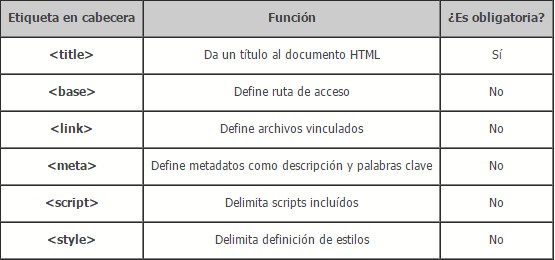 Etiqueta en cabecera Función ¿Es obligatoria?
<title> Da un título al documento HTML Sí
<base> Define ruta de acceso No
<link> Define archivos vinculados No
<meta> Define metadatos como descripción y palabras clave No
<script> Delimita scripts incluídos No
<style> Delimita definición de estilos No